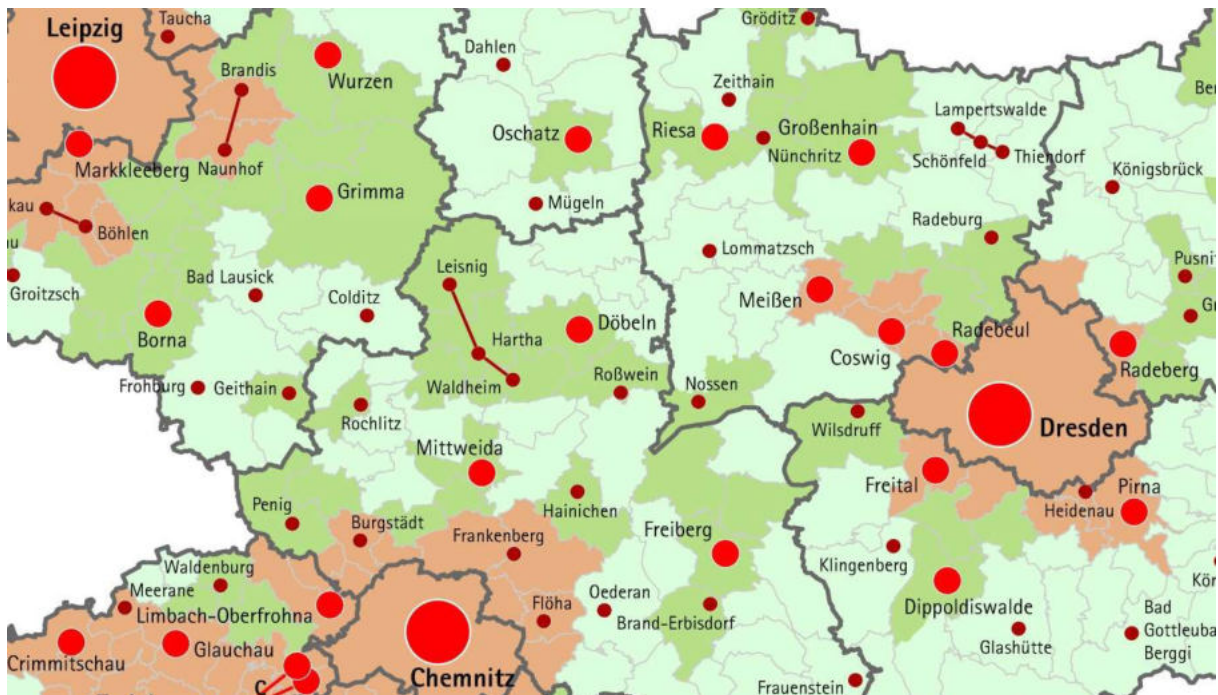 Leipzig
Taucha
Brandis
Wurzen
Dahlen
Gröditz
Zeithain
Lampertswalde
Oschatz
Riesa
Großenhain
Nünchritz
Schönfeld
Thiendorf
Markkleeberg
Naunhof
Königsbrück
Grimma
Mügeln
kau
Böhlen
Radeburg
Lommatzsch
Leisnig
Pusnit
Groitzsch
Bad Lausick
Colditz
Meißen
Borna
Hartha
Döbeln
Coswig
Radebeul
Radeberg
Frohburg
Geithain
Waldheim
Roßwein
Nossen
Rochlitz
Wilsdruff
Dresden
Mittweida
Freital
Pirna
Heidenau
Penig
Hainichen
Burgstädt
Frankenberg
Freiberg
Klingenberg
Waldenburg
Meerane
Limbach-Oberfrohna
Flöha
Oederan
Brand-Erbisdorf
Dippoldiswalde
Glashütte
Bad
Gottleuba
Berggi
Kön
Crimmitschau
Glauchau
Chemnitz
Frauenstein